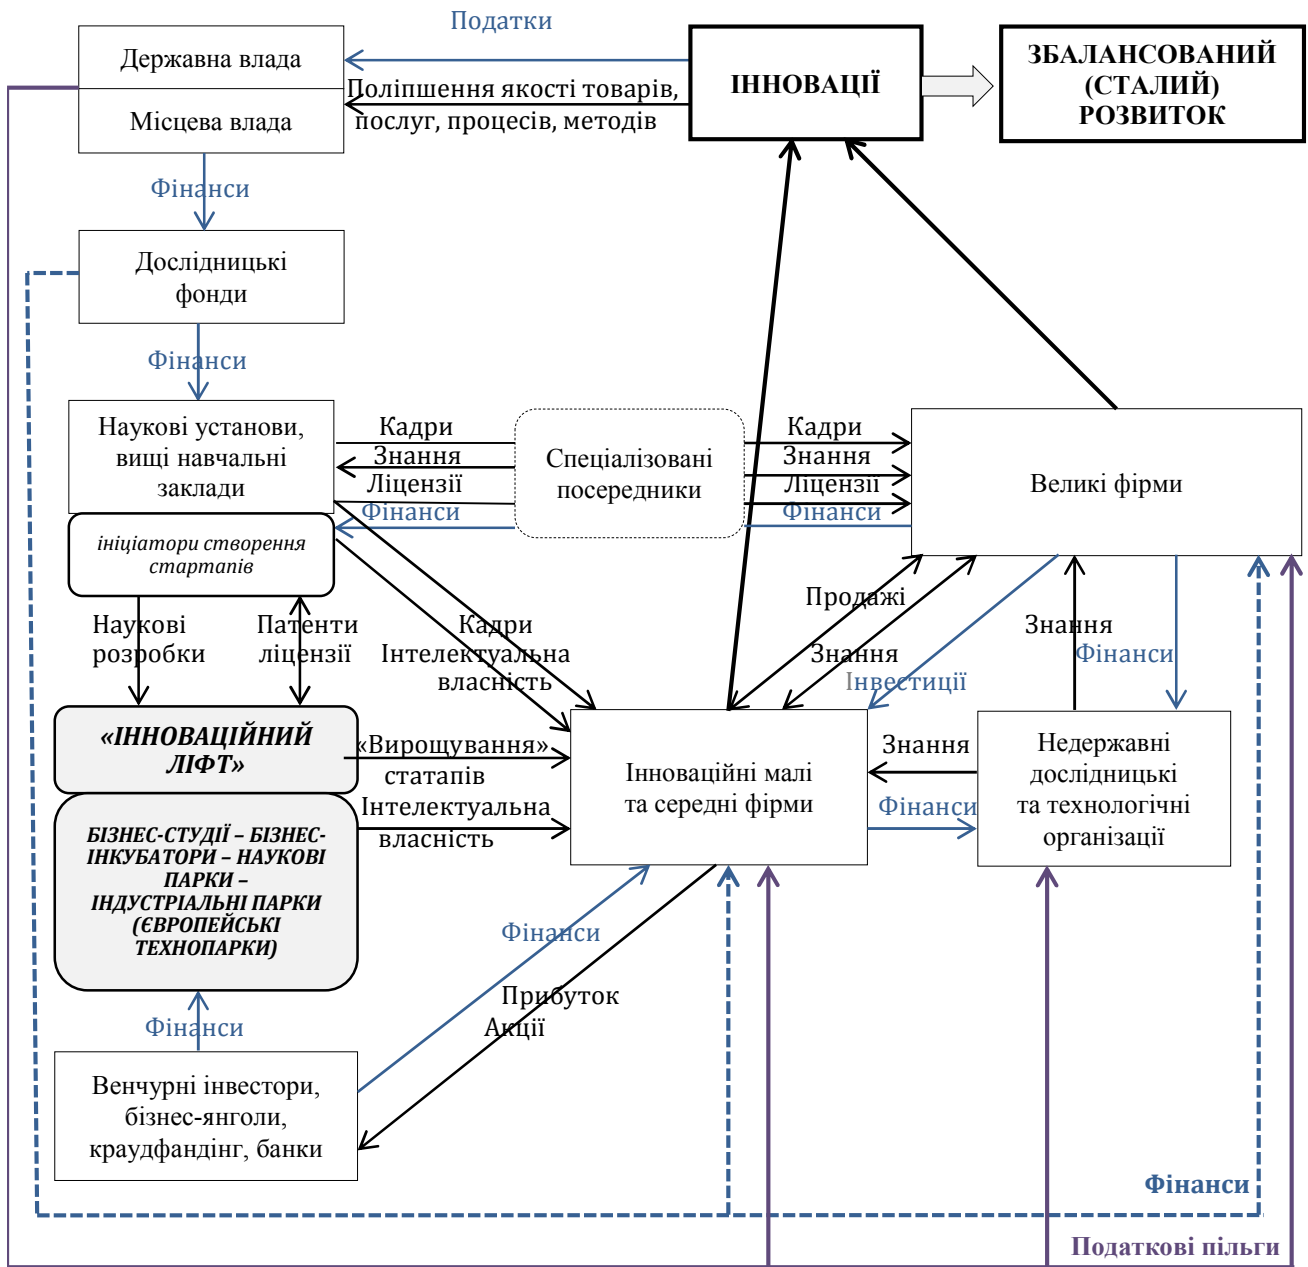 Податки
Державна влада
Місцева влада
Поліпшення якості товарів,
послуг, процесів, методів
ІННОВАЦІЇ
ЗБАЛАНСОВАНИЙ
(СТАЛИЙ)
РОЗВИТОК
Фінанси
Дослідницькі
фонди
Фінанси
Наукові установи,
вищі навчальні
заклади
Кадри
Знання
Ліцензії
Фінанси
Спеціалізовані
посередники
Кадри
Знання
Ліцензії
Фінанси
Великі фірми
ініціатори створення
стартапів
Наукові
розробки
Патенти
ліцензії
Кадри
Інтелектуальна
власність
Продажі
Знання
Інвестиції
Знання
Фінанси
«ІННОВАЦІЙНИЙ
ЛІФТ»
«Вирощування»
статапів
Інтелектуальна
власність
Інноваційні малі
та середні фірми
Знання
Фінанси
Недержавні
дослідницькі
та технологічні
організації
БІЗНЕС-СТУДІЇ – БІЗНЕС-
ІНКУБАТОРИ – НАУКОВІ
ПАРКИ –
ІНДУСТРІАЛЬНІ ПАРКИ
(ЄВРОПЕЙСЬКІ
ТЕХНОПАРКИ)
Фінанси
Прибуток
Акції
Фінанси
Венчурні інвестори,
бізнес-янголи,
краудфандінг, банки
Фінанси
Податкові пільги